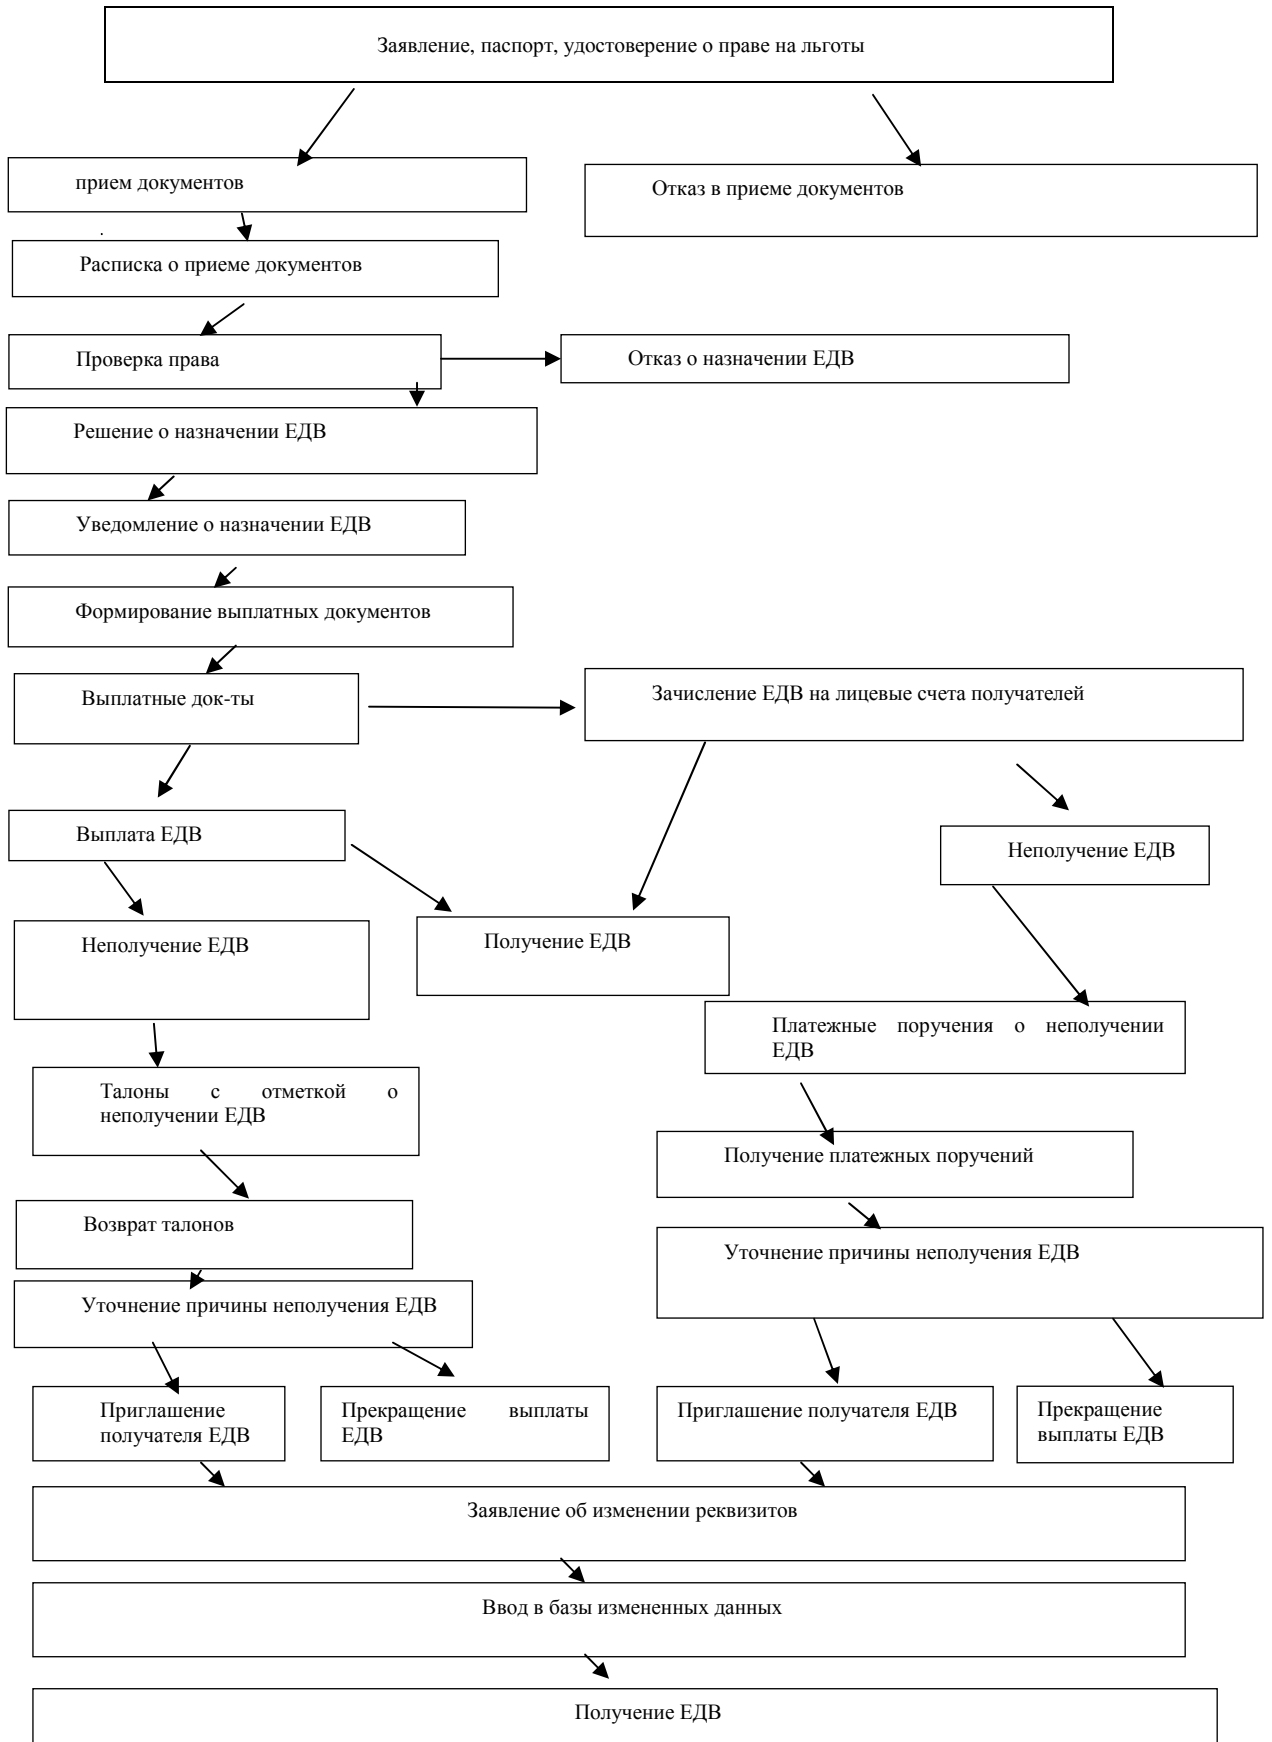 Заявление, паспорт, удостоверение о праве на льготы
прием документов
Отказ в приеме документов
.
Расписка о приеме документов
Проверка права
Отказ о назначении ЕДВ
Решение о назначении ЕДВ
Уведомление о назначении ЕДВ
Формирование выплатных документов
Выплатные док-ты
Зачисление ЕДВ на лицевые счета получателей
Выплата ЕДВ
Неполучение ЕДВ
Неполучение ЕДВ
Получение ЕДВ
Платежные поручения о неполучении
ЕДВ
Талоны с отметкой о
неполучении ЕДВ
Получение платежных поручений
Возврат талонов
Уточнение причины неполучения ЕДВ
Уточнение причины неполучения ЕДВ
Приглашение
получателя ЕДВ
Прекращение выплаты
ЕДВ
Приглашение получателя ЕДВ
Прекращение
выплаты ЕДВ
Заявление об изменении реквизитов
Ввод в базы измененных данных
Получение ЕДВ